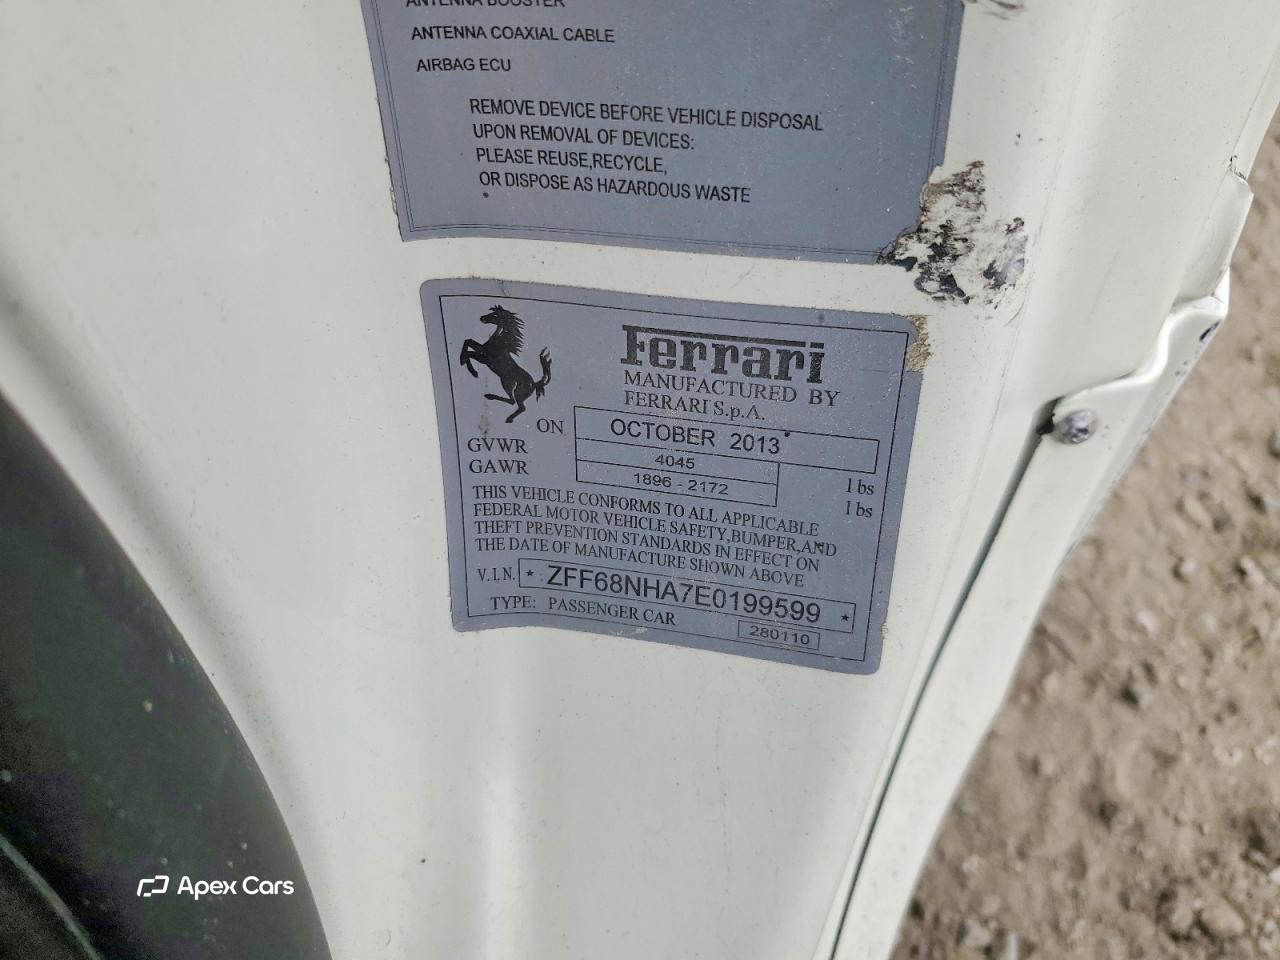 ANTENNA BOOSTER
ANTENNA COAXIAL CABLE
AIRBAG ECU
REMOVE DEVICE BEFORE VEHICLE DISPOSAL
UPON REMOVAL OF DEVICES:
PLEASE REUSE,RECYCLE,
OR DISPOSE AS HAZARDOUS WASTE
Ferrari
MANUFACTURED BY
FERRARI S.p.A.
ON OCTOBER 2013
GVWR 4045 lbs
GAWR 1896 - 2172 lbs
THIS VEHICLE CONFORMS TO ALL APPLICABLE
FEDERAL MOTOR VEHICLE SAFETY,BUMPER,AND
THEFT PREVENTION STANDARDS IN EFFECT ON
THE DATE OF MANUFACTURE SHOWN ABOVE
V.I.N. * ZFF68NHA7E0199599 *
TYPE: PASSENGER CAR 280110
Apex Cars